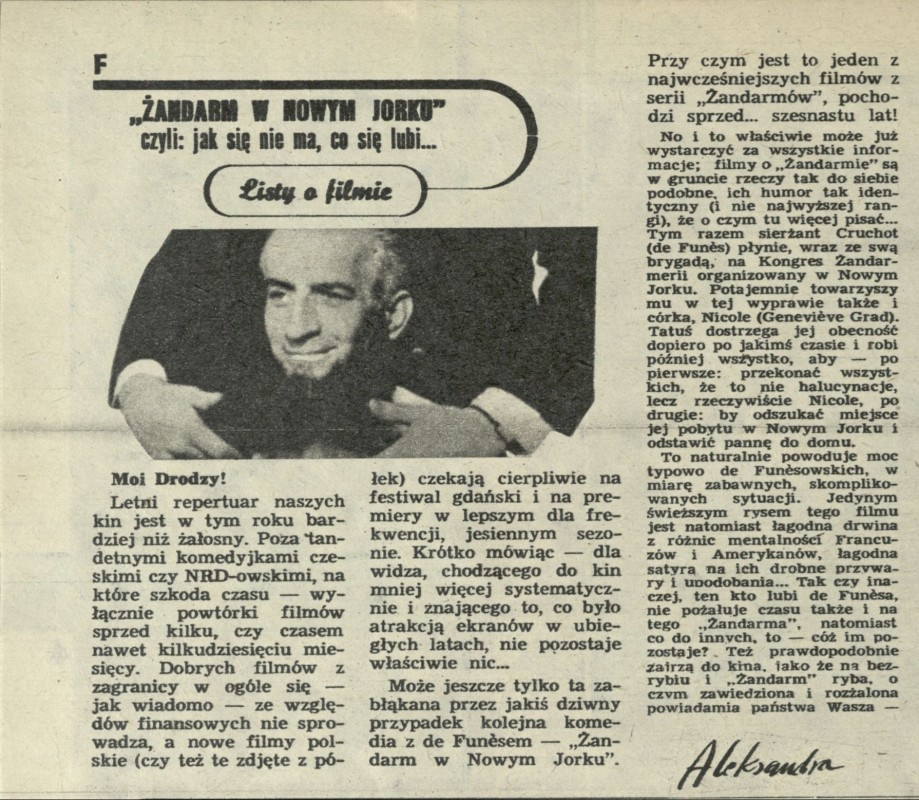 F
„ŻANDARM W NOWYM JORKU”
czyli: jak się nie ma, co się lubi...
Listy o filmie
Moi Drodzy!
Letni repertuar naszych
kin jest w tym roku bar-
dziej niż żałosny. Poza tan-
detnymi komedyjkami cze-
skimi czy NRD-owskimi, na
które szkoda czasu — wy-
łącznie powtórki filmów
sprzed kilku, czy czasem
nawet kilkudziesięciu mie-
sięcy. Dobrych filmów z
zagranicy w ogóle się —
jak wiadomo — ze wzglę-
dów finansowych nie spro-
wadza, a nowe filmy pol-
skie (czy też te zdjęte z pó-
łek) czekają cierpliwie na
festiwal gdański i na pre-
miery w lepszym dla fre-
kwencji, jesiennym sezo-
nie. Krótko mówiąc — dla
widza, chodzącego do kin
mniej więcej systematycz-
nie i znającego to, co było
atrakcją ekranów w ubie-
głych latach, nie pozostaje
właściwie nic...
Może jeszcze tylko ta za-
błąkana przez jakiś dziwny
przypadek kolejna kome-
dia z de Funèsem — „Żan-
darm w Nowym Jorku”.
Przy czym jest to jeden z
najwcześniejszych filmów z
serii „Żandarmów”, pocho-
dzi sprzed... szesnastu lat!
No i to właściwie może już
wystarczyć za wszystkie infor-
macje; filmy o „Żandarmie” są
w gruncie rzeczy tak do siebie
podobne, ich humor tak iden-
tyczny (i nie najwyższej ran-
gi), że o czym tu więcej pisać...
Tym razem sierżant Cruchot
(de Funès) płynie, wraz ze swą
brygadą, na Kongres Żandar-
merii organizowany w Nowym
Jorku. Potajemnie towarzyszy
mu w tej wyprawie także i
córka, Nicole (Geneviève Grad).
Tatuś dostrzega jej obecność
dopiero po jakimś czasie i robi
później wszystko, aby — po
pierwsze: przekonać wszyst-
kich, że to nie halucynacje,
lecz rzeczywiście Nicole, po
drugie: by odszukać miejsce
jej pobytu w Nowym Jorku i
odstawić pannę do domu.
To naturalnie powoduje moc
typowo de Funèsowskich, w
miarę zabawnych, skompliko-
wanych sytuacji. Jedynym
świeższym rysem tego filmu
jest natomiast łagodna drwina
z różnic mentalności Francu-
zów i Amerykanów, łagodna
satyra na ich drobne przywa-
ry i upodobania... Tak czy ina-
czej, ten kto lubi de Funèsa,
nie pożałuje czasu także i na
tego „Żandarma”, natomiast
co do innych, to — cóż im po-
zostaje? Też prawdopodobnie
zajrzą do kina, jako że na bez-
rybiu i „Żandarm” ryba, o
czym zawiedziona i rozżalona
powiadamia państwa Wasza —
Aleksandra